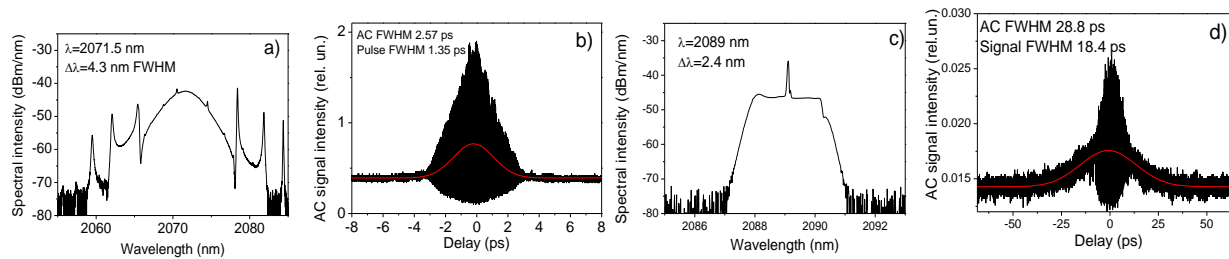 a)
λ=2071.5 nm
Δλ=4.3 nm FWHM
Spectral intensity (dBm/nm)
-30
-40
-50
-60
-70
-80
2060 2070 2080
Wavelength (nm)
b)
AC FWHM 2.57 ps
Pulse FWHM 1.35 ps
AC signal intensity (rel. un.)
2
1
0
-8 -6 -4 -2 0 2 4 6 8
Delay (ps)
c)
λ=2089 nm
Δλ=2.4 nm
Spectral intensity (dBm/nm)
-30
-40
-50
-60
-70
-80
2086 2088 2090 2092
Wavelength (nm)
d)
AC FWHM 28.8 ps
Signal FWHM 18.4 ps
AC signal intensity (rel.un.)
0.030
0.025
0.020
0.015
-50 -25 0 25 50
Delay (ps)